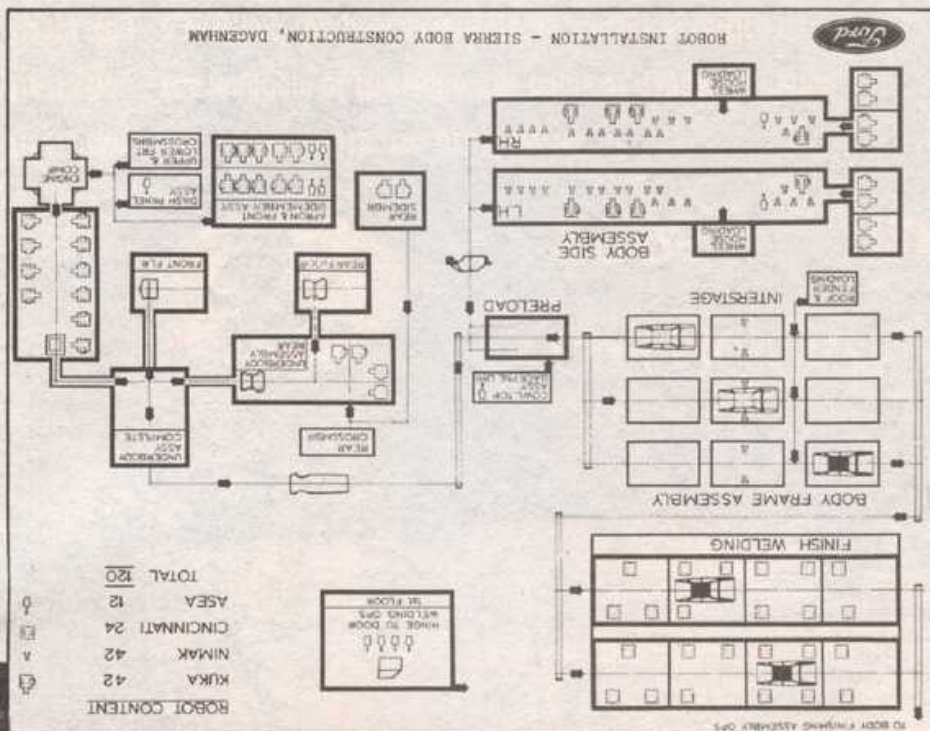 TO BODY FINISHING ASSEMBLY OPS
ROBOT CONTENT
KUKA 42
NIMAK 42
CINCINNATI 24
ASEA 12
TOTAL 120
HINGE TO DOOR
WELDING OPS
1st FLOOR
FINISH WELDING
BODY FRAME ASSEMBLY
UNDERBODY
ASSY
COMPLETE
REAR
CROSSMBR
COWL TOP
ASSY
UNDERBODY
ASSEMBLY
REAR
PRELOAD
INTERSTAGE
ROOF &
FENDER
LOADING
REAR FLOOR
FRONT FLR
BODY SIDE
ASSEMBLY
WHEEL
HOUSE
LOADING
LH
REAR
SIDEMBR
APRON & FRONT
SIDEMEMBER ASSY
DASH PANEL
ASSY
UPPER &
LOWER FRT
CROSSMBRS
ENGINE
COMP
RH
WHEEL
HOUSE
LOADING
Ford
ROBOT INSTALLATION - SIERRA BODY CONSTRUCTION, DAGENHAM